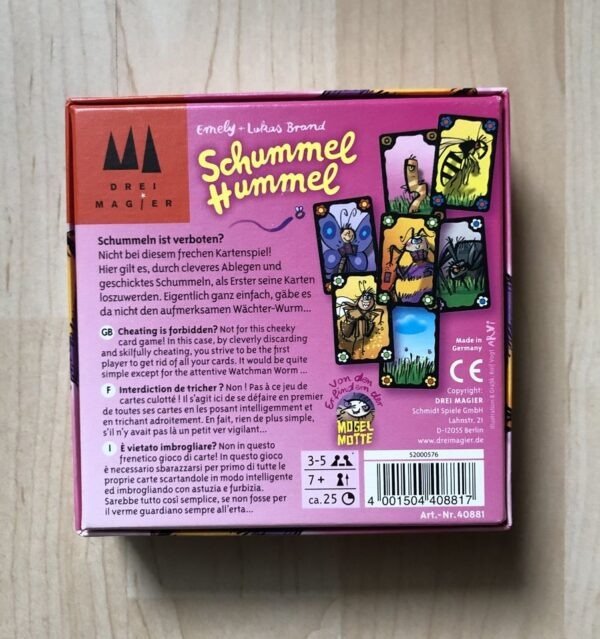 DREI
MAGIER
Emely + Lukas Brand
Schummel
Hummel
Schummeln ist verboten?
Nicht bei diesem frechen Kartenspiel!
Hier gilt es, durch cleveres Ablegen und
geschicktes Schummeln, als Erster seine Karten
loszuwerden. Eigentlich ganz einfach, gäbe es
da nicht den aufmerksamen Wächter-Wurm...
GB Cheating is forbidden? Not for this cheeky
card game! In this case, by cleverly discarding
and skilfully cheating, you strive to be the first
player to get rid of all your cards. It would be quite
simple except for the attentive Watchman Worm ...
F Interdiction de tricher ? Non ! Pas à ce jeu de
cartes culotté ! Il s'agit ici de se défaire en premier
de toutes ses cartes en les posant intelligemment et
en trichant adroitement. En fait, rien de plus simple,
s'il n'y avait pas là un petit ver vigilant...
I È vietato imbrogliare? Non in questo
frenetico gioco di carte! In questo gioco
è necessario sbarazzarsi per primo di tutte le
proprie carte scartandole in modo intelligente
ed imbrogliando con astuzia e furbizia.
Sarebbe tutto così semplice, se non fosse per
il verme guardiano sempre all'erta...
Von den
Erfindern der
MOGEL
MOTTE
3-5
7 +
ca. 25
Made in
Germany
CE
Copyright:
DREI MAGIER
Schmidt Spiele GmbH
Lahnstr. 21
D-12055 Berlin
www.dreimagier.de
Illustration & Grafik: Rolf Vogt ARVi
52000576
4 001504 408817
Art.-Nr. 40881